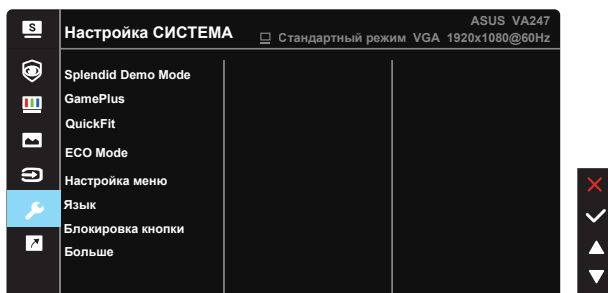 S
ASUS VA247
Настройка СИСТЕМА
Стандартный режим VGA 1920x1080@60Hz
Splendid Demo Mode
GamePlus
QuickFit
ECO Mode
Настройка меню
Язык
Блокировка кнопки
Больше